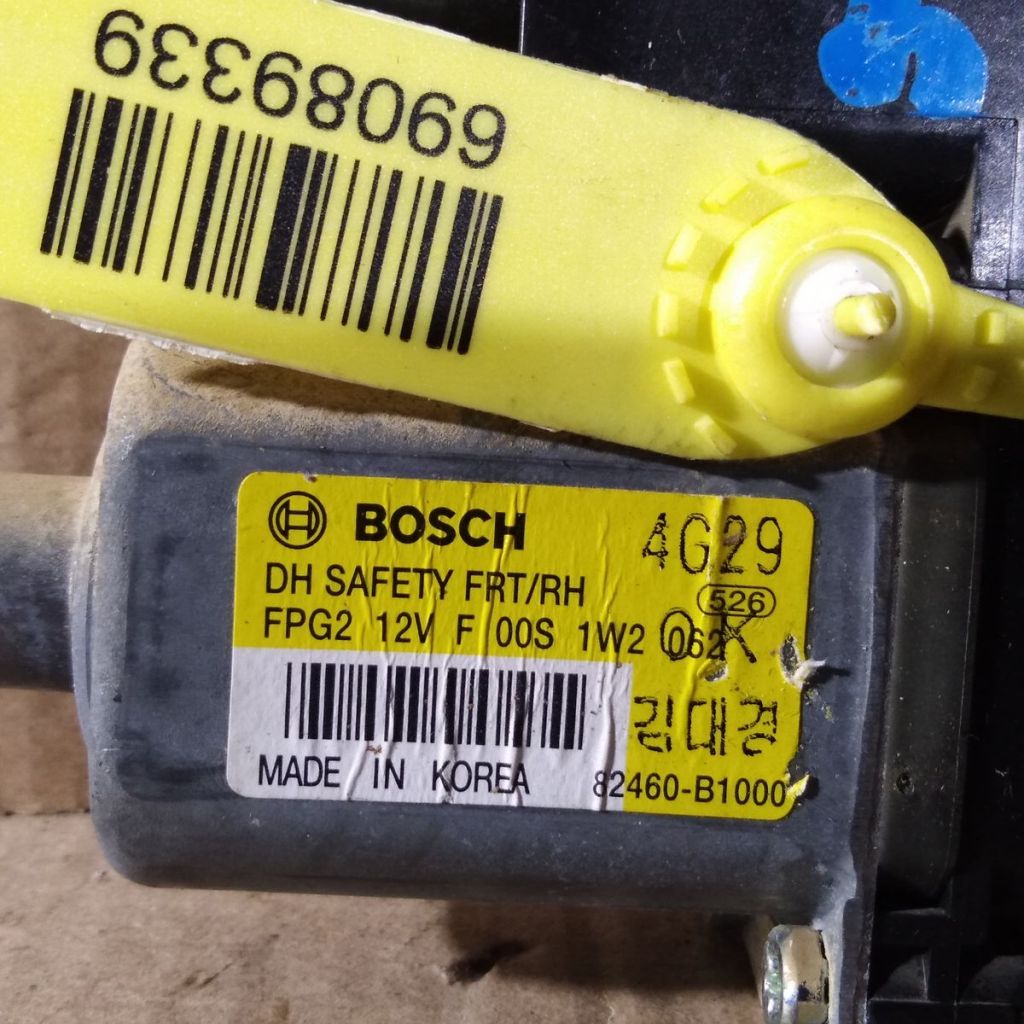 69089339
BOSCH
4G29
DH SAFETY FRT/RH
526
FPG2 12V F 00S 1W2 062
OK
김대경
MADE IN KOREA
82460-B1000